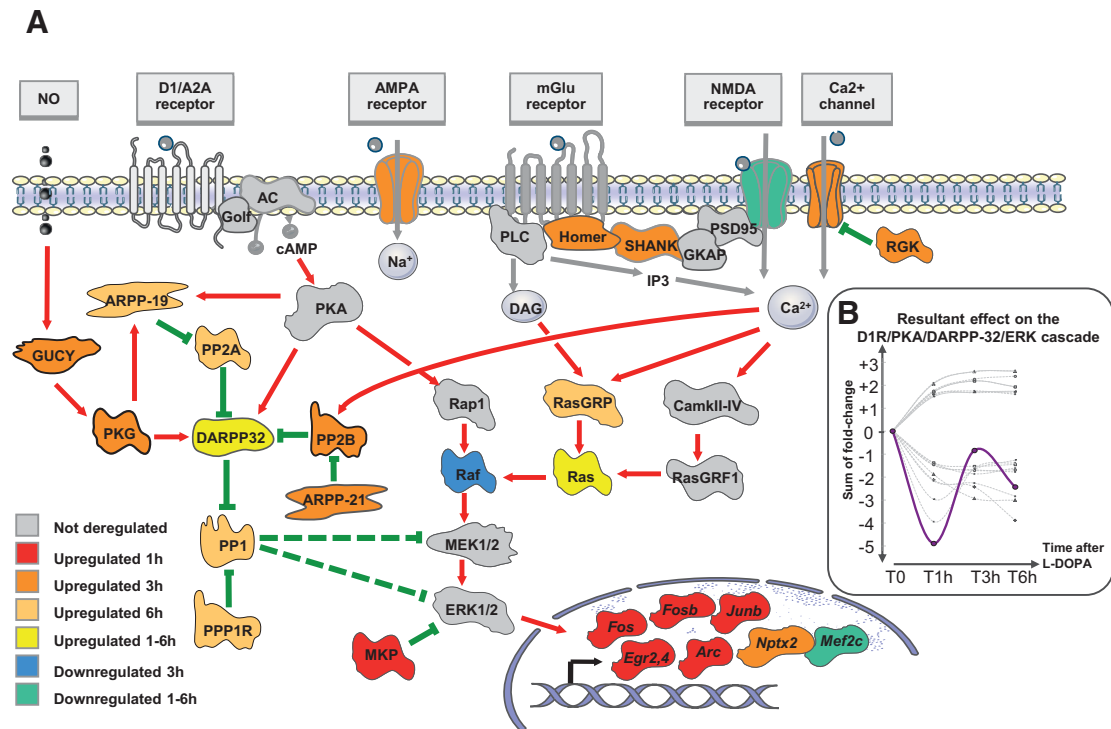 A
NO
D1/A2A
receptor
AMPA
receptor
mGlu
receptor
NMDA
receptor
Ca2+
channel
AC
Golf
cAMP
Na+
PLC
Homer
SHANK
GKAP
PSD95
RGK
IP3
DAG
Ca2+
ARPP-19
PKA
GUCY
PP2A
PKG
DARPP32
PP2B
ARPP-21
Rap1
RasGRP
CamkII-IV
Raf
Ras
RasGRF1
PP1
MEK1/2
PPP1R
ERK1/2
MKP
Fos
Fosb
Junb
Egr2,4
Arc
Nptx2
Mef2c
Not deregulated
Upregulated 1h
Upregulated 3h
Upregulated 6h
Upregulated 1-6h
Downregulated 3h
Downregulated 1-6h
B
Resultant effect on the
D1R/PKA/DARPP-32/ERK cascade
Sum of fold-change
+3
+2
+1
0
-1
-2
-3
-4
-5
T0
T1h
T3h
T6h
Time after
L-DOPA